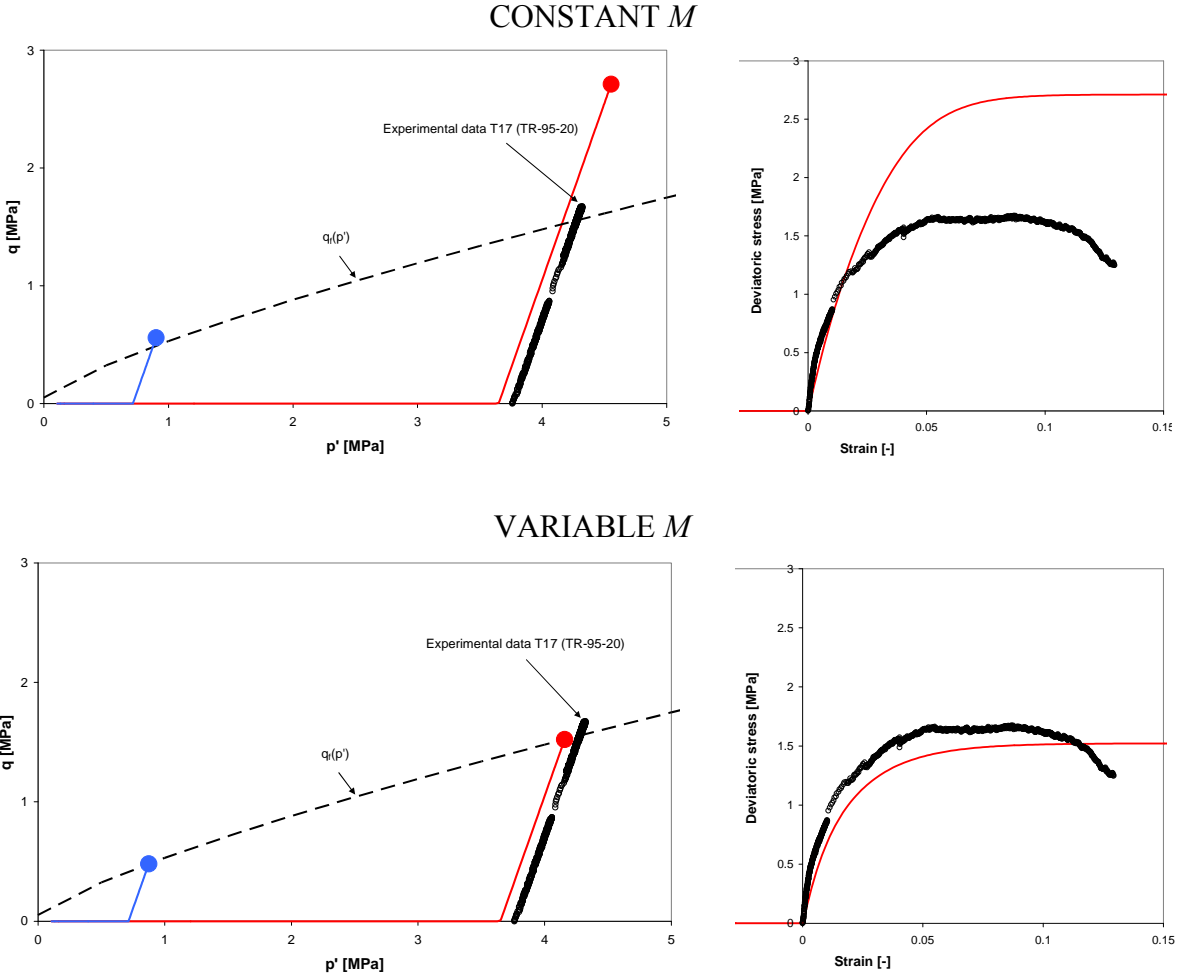 CONSTANT M
3
2
1
0
q [MPa]
Experimental data T17 (TR-95-20)
qf(p')
0 1 2 3 4 5
p' [MPa]
3
2.5
2
1.5
1
0.5
0
Deviatoric stress [MPa]
0 0.05 0.1 0.15
Strain [-]
VARIABLE M
3
2
1
0
q [MPa]
Experimental data T17 (TR-95-20)
qf(p')
0 1 2 3 4 5
p' [MPa]
3
2.5
2
1.5
1
0.5
0
Deviatoric stress [MPa]
0 0.05 0.1 0.15
Strain [-]